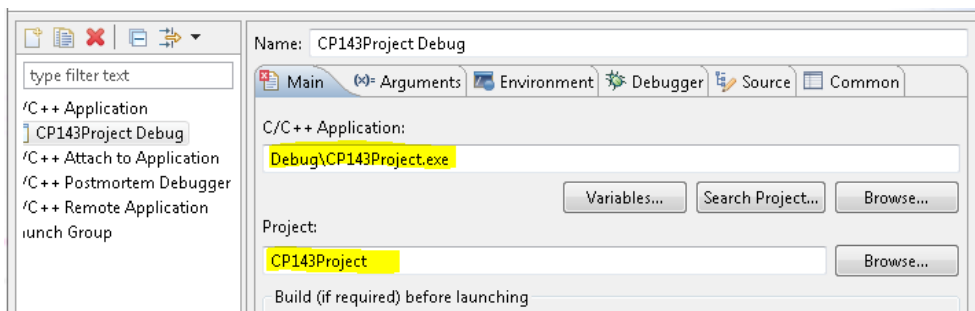 Name: CP143Project Debug
type filter text
/C++ Application
CP143Project Debug
/C++ Attach to Application
/C++ Postmortem Debugger
/C++ Remote Application
unch Group
Main (x)= Arguments Environment Debugger Source Common
C/C++ Application:
Debug\CP143Project.exe
Variables... Search Project... Browse...
Project:
CP143Project
Browse...
Build (if required) before launching